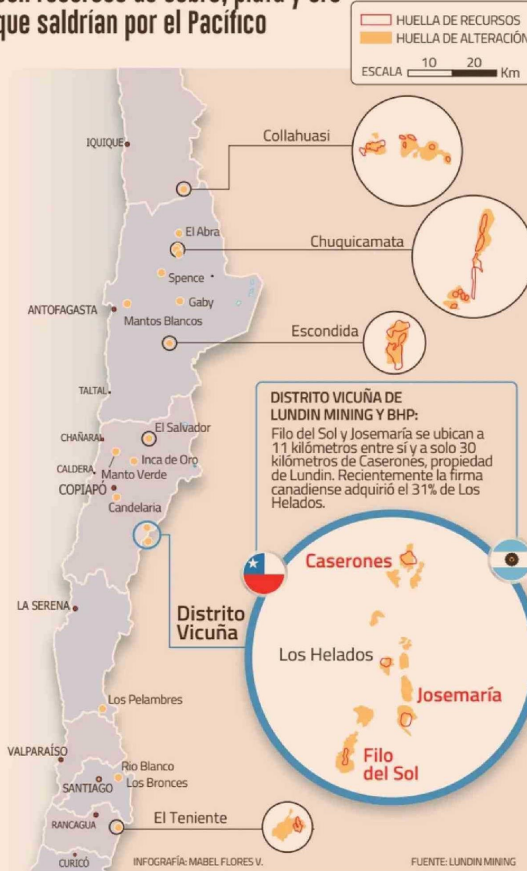 que saldrían por el Pacífico
HUELLA DE RECURSOS
HUELLA DE ALTERACIÓN
ESCALA 10 20 Km
Collahuasi
IQUIQUE
El Abra
Chuquicamata
Spence
Gaby
ANTOFAGASTA
Mantos Blancos
Escondida
TALTAL
DISTRITO VICUÑA DE
LUNDIN MINING Y BHP:
Filo del Sol y Josemaría se ubican a
11 kilómetros entre sí y a solo 30
kilómetros de Caserones, propiedad
de Lundin. Recientemente la firma
canadiense adquirió el 31% de Los
Helados.
El Salvador
CHAÑARAL
Inca de Oro
CALDERA
Manto Verde
COPIAPÓ
Candelaria
Caserones
LA SERENA
Distrito
Vicuña
Los Helados
Josemaría
Los Pelambres
Filo
del Sol
VALPARAÍSO
Rio Blanco
Los Bronces
SANTIAGO
El Teniente
RANCAGUA
CURICÓ
INFOGRAFÍA: MABEL FLORES V.
FUENTE: LUNDIN MINING